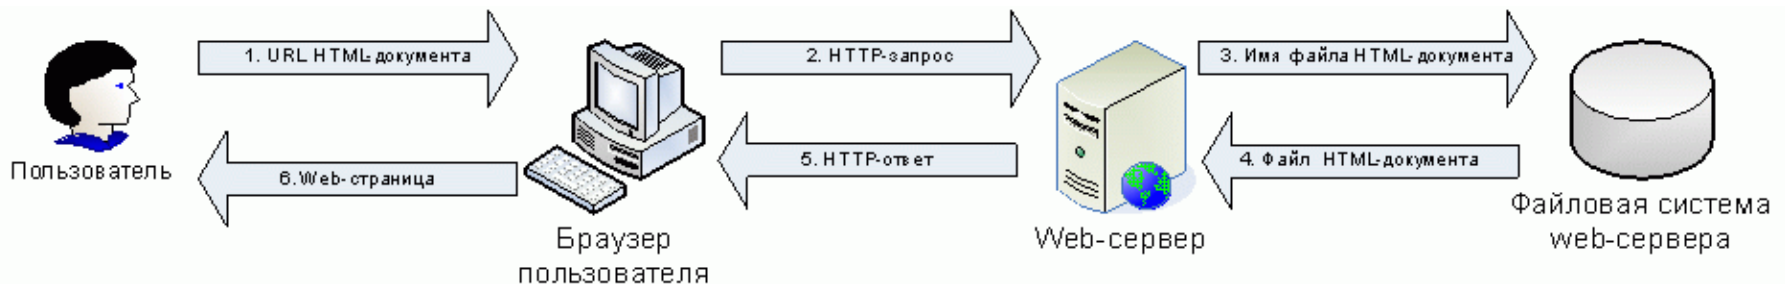 1. URL HTML-документа
2. HTTP-запрос
3. Имя файла HTML-документа
Пользователь
6.Web-страница
5. HTTP-ответ
4. Файл HTML-документа
Браузер
пользователя
Web-сервер
Файловая система
web-сервера